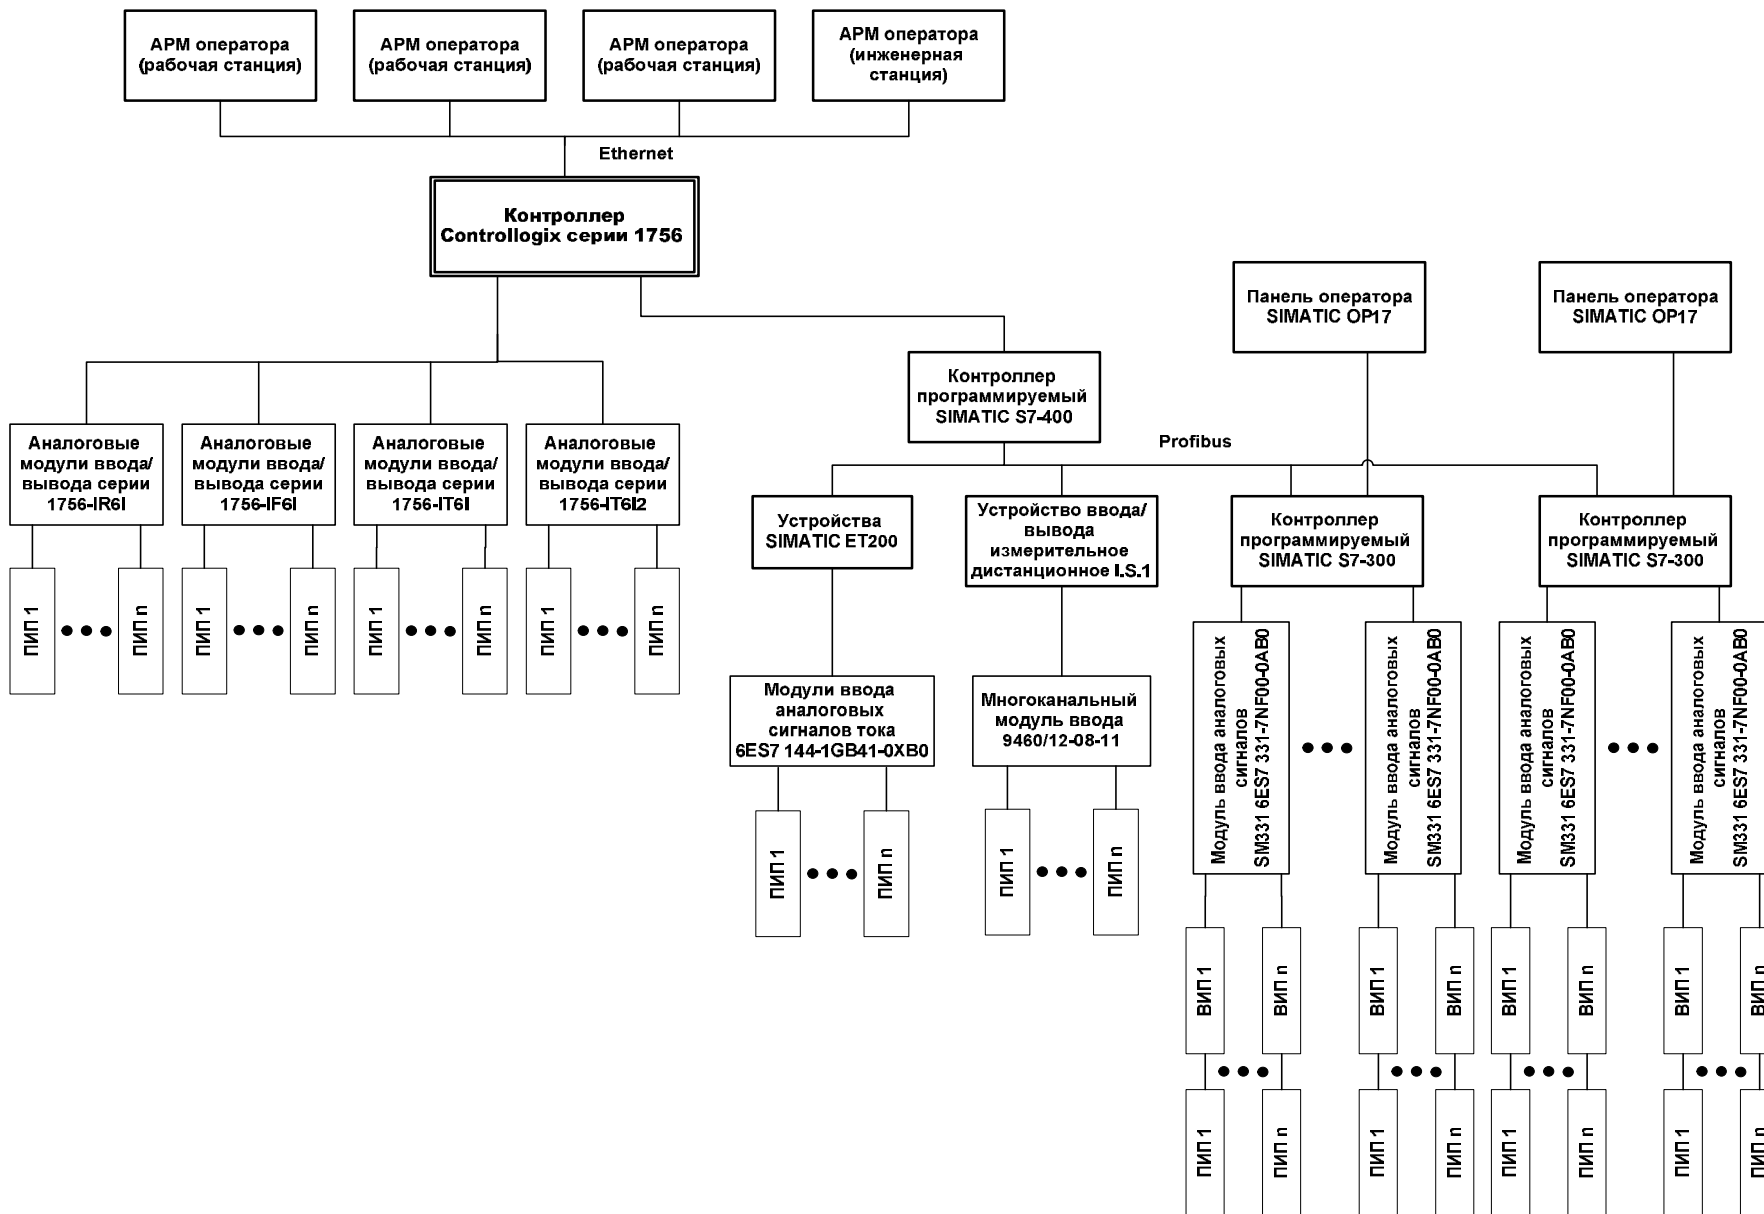 АРМ оператора
(рабочая станция)
АРМ оператора
(рабочая станция)
АРМ оператора
(рабочая станция)
АРМ оператора
(инженерная
станция)
Ethernet
Контроллер
Controllogix серии 1756
Панель оператора
SIMATIC OP17
Панель оператора
SIMATIC OP17
Контроллер
программируемый
SIMATIC S7-400
Profibus
Аналоговые
модули ввода/
вывода серии
1756-IR6I
Аналоговые
модули ввода/
вывода серии
1756-IF6I
Аналоговые
модули ввода/
вывода серии
1756-IT6I
Аналоговые
модули ввода/
вывода серии
1756-IT6I2
Устройства
SIMATIC ET200
Устройство ввода/
вывода
измерительное
дистанционное I.S.1
Контроллер
программируемый
SIMATIC S7-300
Контроллер
программируемый
SIMATIC S7-300
ПИП 1
ПИП n
ПИП 1
ПИП n
ПИП 1
ПИП n
ПИП 1
ПИП n
Модули ввода
аналоговых
сигналов тока
6ES7 144-1GB41-0XB0
Многоканальный
модуль ввода
9460/12-08-11
Модуль ввода аналоговых
сигналов
SM331 6ES7 331-7NF00-0AB0
Модуль ввода аналоговых
сигналов
SM331 6ES7 331-7NF00-0AB0
Модуль ввода аналоговых
сигналов
SM331 6ES7 331-7NF00-0AB0
Модуль ввода аналоговых
сигналов
SM331 6ES7 331-7NF00-0AB0
ПИП 1
ПИП n
ПИП 1
ПИП n
ВИП 1
ВИП n
ВИП 1
ВИП n
ВИП 1
ВИП n
ВИП 1
ВИП n
ПИП 1
ПИП n
ПИП 1
ПИП n
ПИП 1
ПИП n
ПИП 1
ПИП n